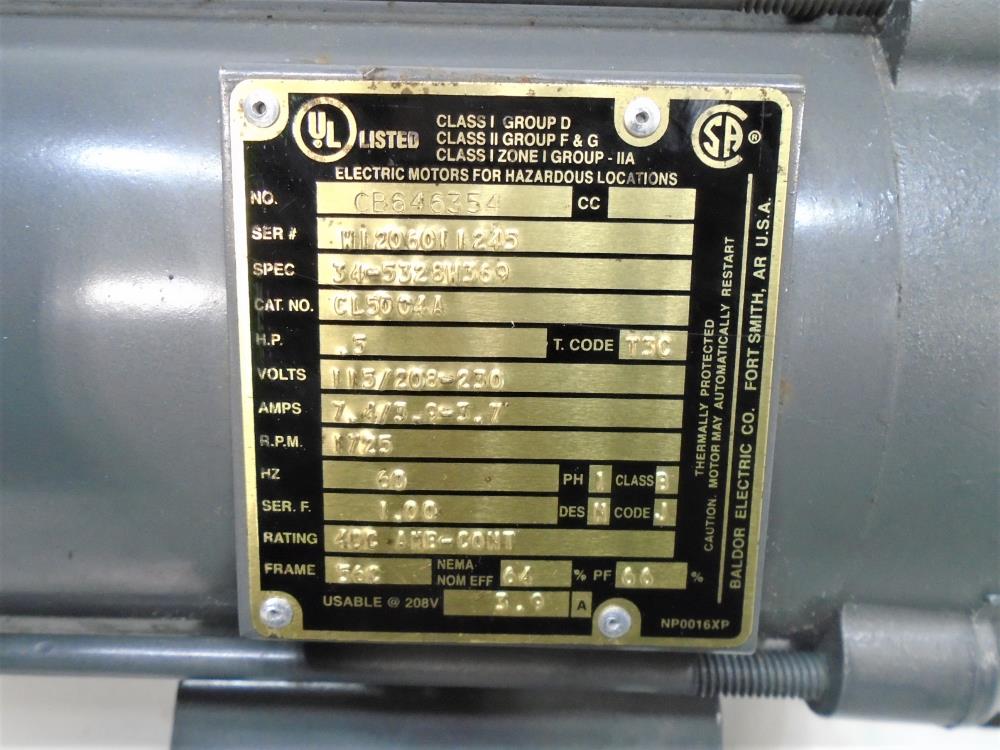 UL LISTED CLASS I GROUP D
CLASS II GROUP F & G
CLASS I ZONE I GROUP - IIA
SA ®
ELECTRIC MOTORS FOR HAZARDOUS LOCATIONS
NO. CB646354 CC
SER # W1206011245
SPEC 34-5328W369
CAT. NO. CL5004A
H.P. .5 T. CODE T3C
VOLTS 115/208-230
AMPS 7.4/3.9-3.7
R.P.M. 1725
HZ 60 PH 1 CLASS B
SER. F. 1.00 DES N CODE J
RATING 40C AMB-CONT
FRAME 56C NEMA NOM EFF 64 % PF 66 %
USABLE @ 208V 3.9 A
NP0016XP
THERMALLY PROTECTED
CAUTION. MOTOR MAY AUTOMATICALLY RESTART
BALDOR ELECTRIC CO. FORT SMITH, AR U.S.A.